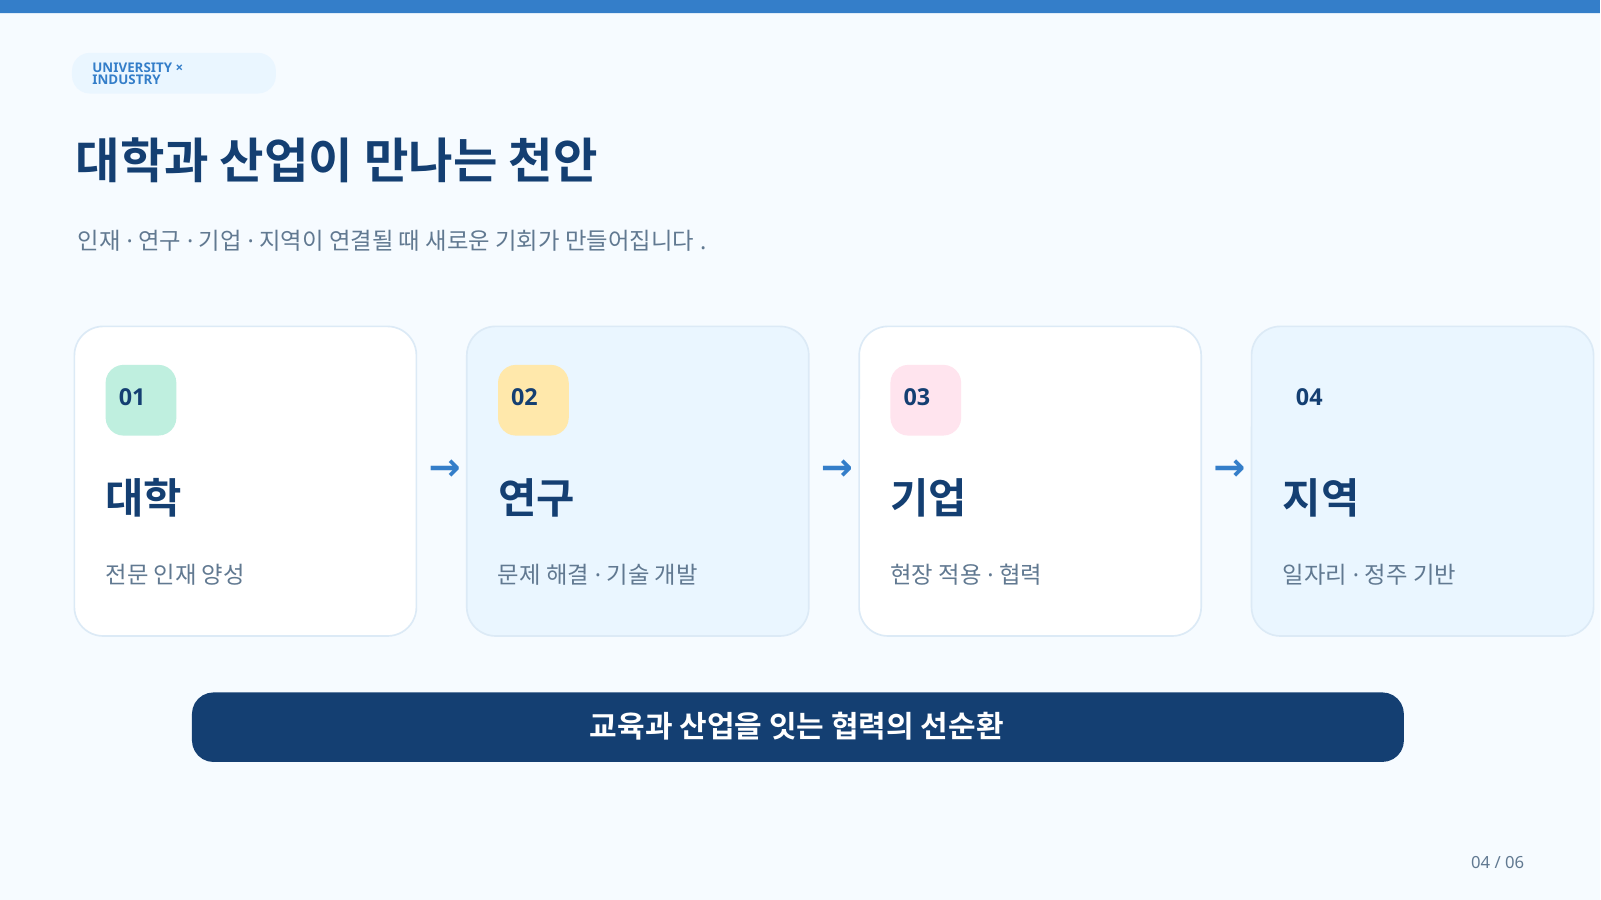 UNIVERSITY ×
INDUSTRY
대학과 산업이 만나는 천안
인재 · 연구 · 기업 · 지역이 연결될 때 새로운 기회가 만들어집니다 .
01
대학
전문 인재 양성
→
02
연구
문제 해결 · 기술 개발
→
03
기업
현장 적용 · 협력
→
04
지역
일자리 · 정주 기반
교육과 산업을 잇는 협력의 선순환
04 / 06